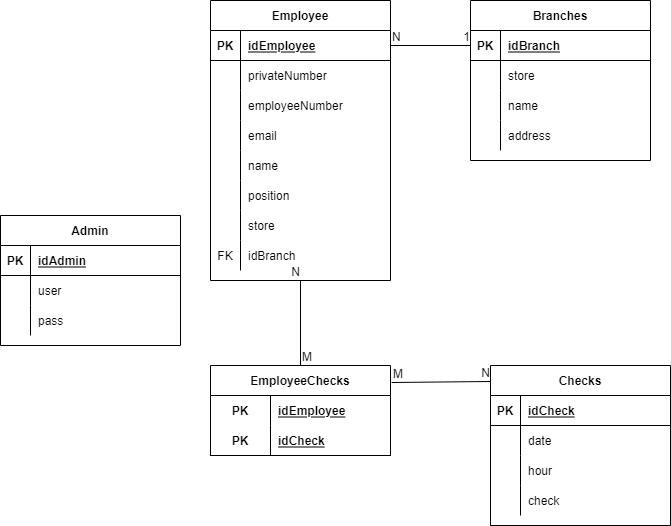 Employee
PK idEmployee
privateNumber
employeeNumber
email
name
position
store
FK idBranch
N 1
Branches
PK idBranch
store
name
address
Admin
PK idAdmin
user
pass
N
M
EmployeeChecks
PK idEmployee
PK idCheck
M N
Checks
PK idCheck
date
hour
check